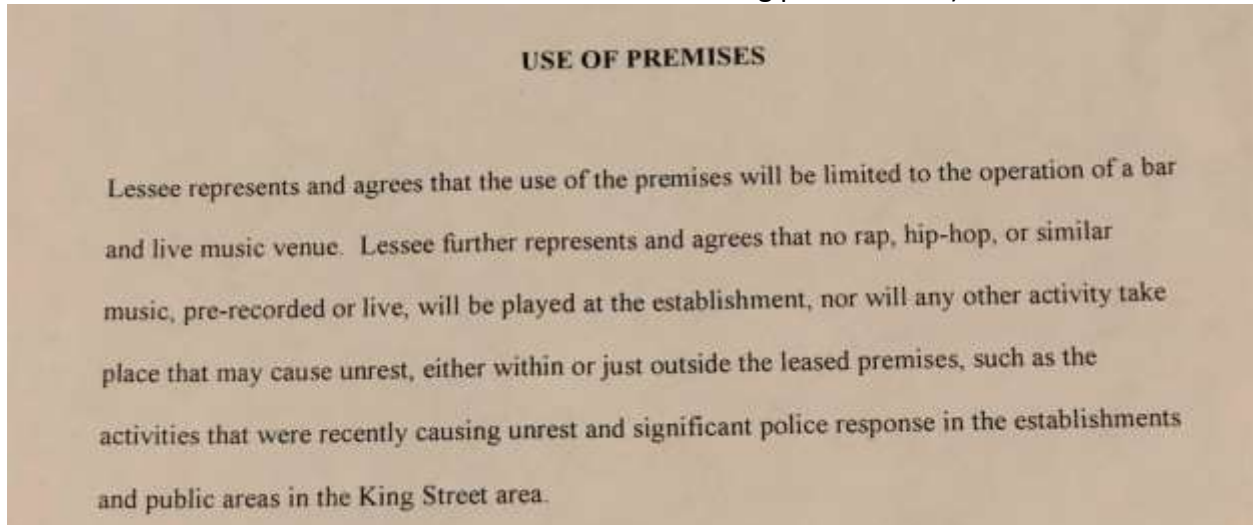 USE OF PREMISES
Lessee represents and agrees that the use of the premises will be limited to the operation of a bar
and live music venue. Lessee further represents and agrees that no rap, hip-hop, or similar
music, pre-recorded or live, will be played at the establishment, nor will any other activity take
place that may cause unrest, either within or just outside the leased premises, such as the
activities that were recently causing unrest and significant police response in the establishments
and public areas in the King Street area.